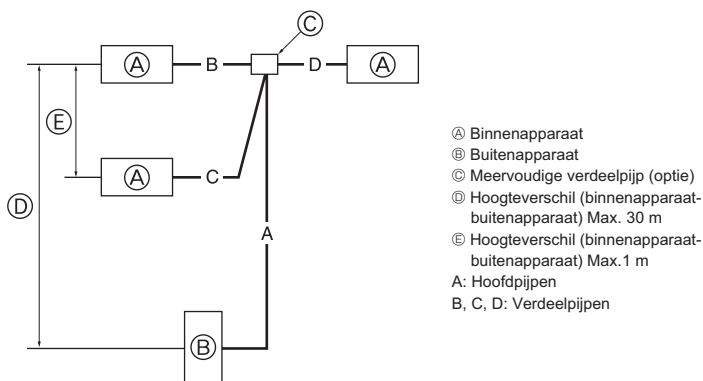 Ⓒ
Ⓐ B D Ⓐ
Ⓔ
Ⓐ C
Ⓓ
A
Ⓑ
Ⓐ Binnenapparaat
Ⓑ Buitenapparaat
Ⓒ Meervoudige verdeelpijp (optie)
Ⓓ Hoogteverschil (binnenapparaat-
buitenapparaat) Max. 30 m
Ⓔ Hoogteverschil (binnenapparaat-
buitenapparaat) Max.1 m
A: Hoofdpijpen
B, C, D: Verdeelpijpen